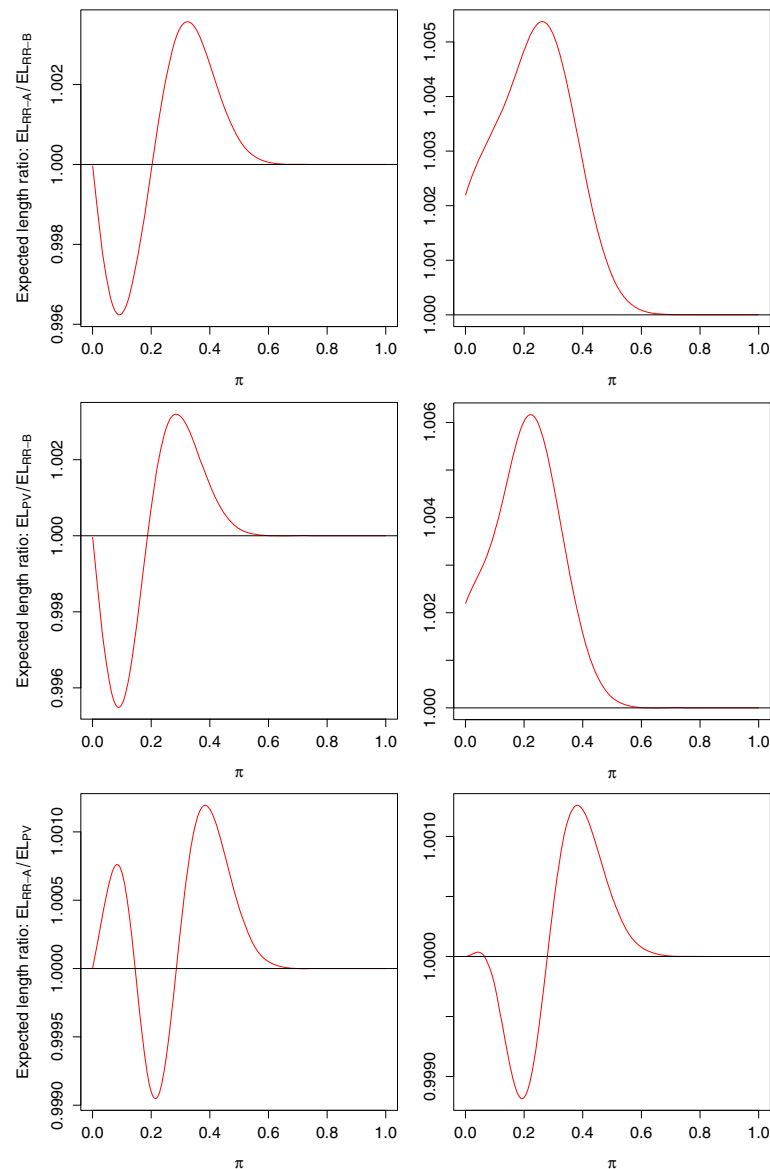 Expected length ratio: EL_RR−A / EL_RR−B
1.002
1.000
0.998
0.996
0.0 0.2 0.4 0.6 0.8 1.0
π
1.005
1.004
1.003
1.002
1.001
1.000
0.0 0.2 0.4 0.6 0.8 1.0
π
Expected length ratio: EL_PV / EL_RR−B
1.002
1.000
0.998
0.996
0.0 0.2 0.4 0.6 0.8 1.0
π
1.006
1.004
1.002
1.000
0.0 0.2 0.4 0.6 0.8 1.0
π
Expected length ratio: EL_RR−A / EL_PV
1.0010
1.0005
1.0000
0.9995
0.9990
0.0 0.2 0.4 0.6 0.8 1.0
π
1.0010
1.0000
0.9990
0.0 0.2 0.4 0.6 0.8 1.0
π